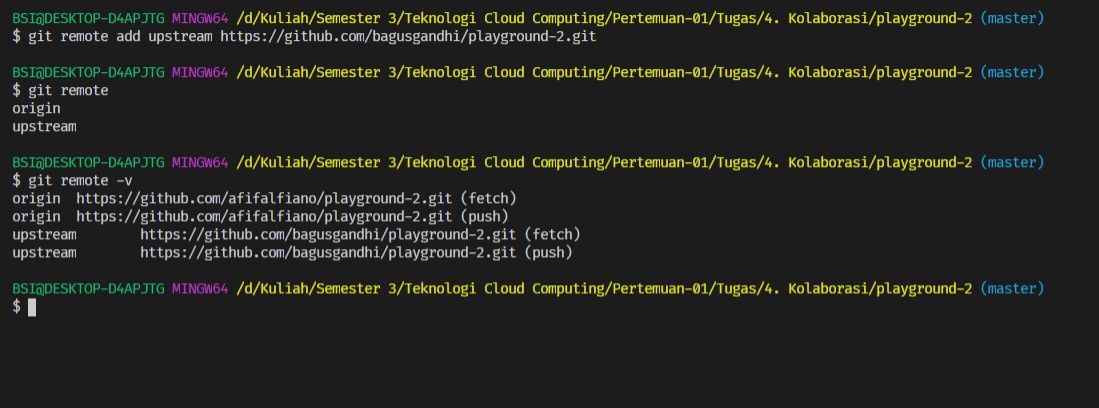 BSI@DESKTOP-D4APJTG MINGW64 /d/Kuliah/Semester 3/Teknologi Cloud Computing/Pertemuan-01/Tugas/4. Kolaborasi/playground-2 (master)
$ git remote add upstream https://github.com/bagusgandhi/playground-2.git
BSI@DESKTOP-D4APJTG MINGW64 /d/Kuliah/Semester 3/Teknologi Cloud Computing/Pertemuan-01/Tugas/4. Kolaborasi/playground-2 (master)
$ git remote
origin
upstream
BSI@DESKTOP-D4APJTG MINGW64 /d/Kuliah/Semester 3/Teknologi Cloud Computing/Pertemuan-01/Tugas/4. Kolaborasi/playground-2 (master)
$ git remote -v
origin  https://github.com/afifalfiano/playground-2.git (fetch)
origin  https://github.com/afifalfiano/playground-2.git (push)
upstream        https://github.com/bagusgandhi/playground-2.git (fetch)
upstream        https://github.com/bagusgandhi/playground-2.git (push)
BSI@DESKTOP-D4APJTG MINGW64 /d/Kuliah/Semester 3/Teknologi Cloud Computing/Pertemuan-01/Tugas/4. Kolaborasi/playground-2 (master)
$